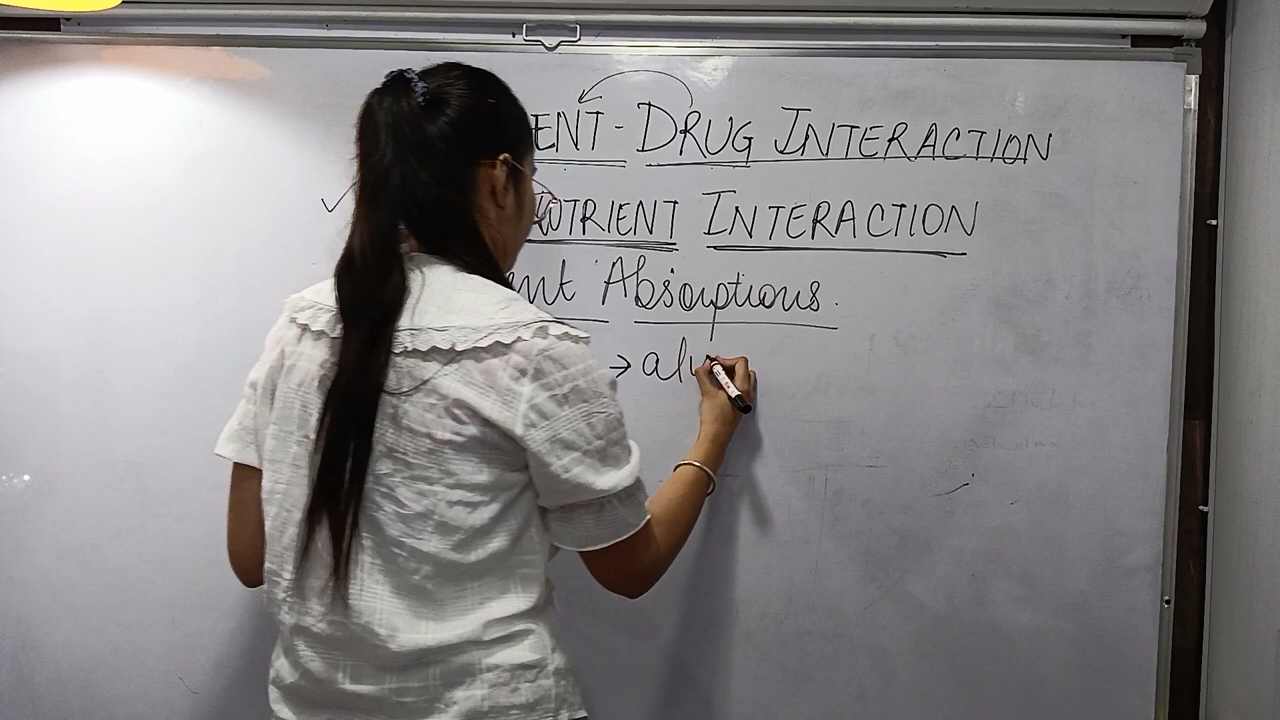 ENT - DRUG INTERACTION
UTRIENT INTERACTION
ent Absorptions.
→ al